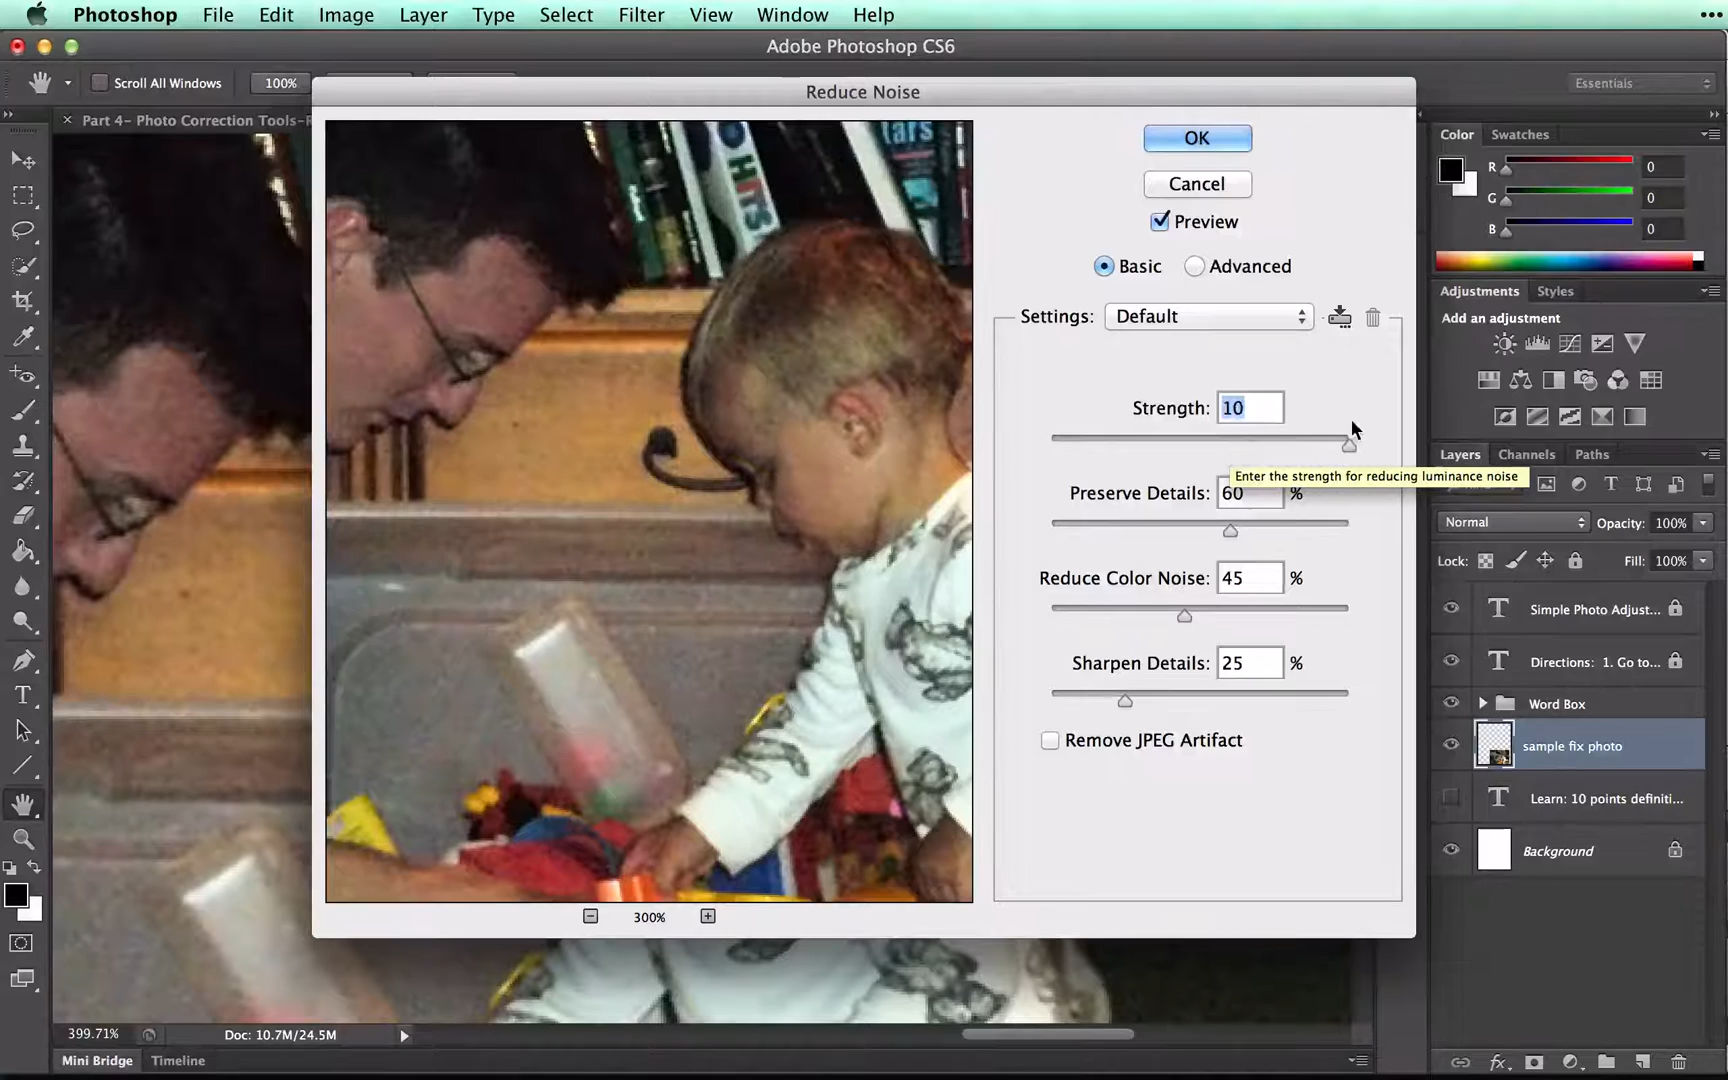 Photoshop File Edit Image Layer Type Select Filter View Window Help
Adobe Photoshop CS6
Scroll All Windows 100% Essentials
Part 4- Photo Correction Tools-
Reduce Noise
OK
Cancel
Preview
Basic Advanced
Settings: Default
Strength: 10
Enter the strength for reducing luminance noise
Preserve Details: 60 %
Reduce Color Noise: 45 %
Sharpen Details: 25 %
Remove JPEG Artifact
300%
HITS
tars
Color Swatches
R 0
G 0
B 0
Adjustments Styles
Add an adjustment
Layers Channels Paths
Normal Opacity: 100%
Lock: Fill: 100%
Simple Photo Adjust...
Directions: 1. Go to...
Word Box
sample fix photo
Learn: 10 points definiti...
Background
399.71% Doc: 10.7M/24.5M
Mini Bridge Timeline